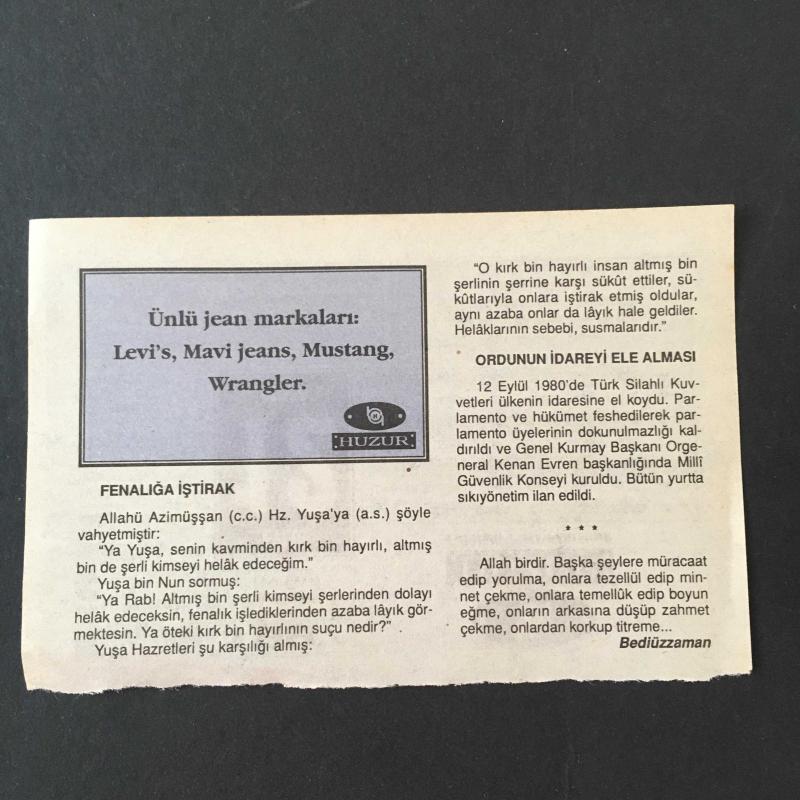 Ünlü jean markaları:
Levi's, Mavi jeans, Mustang,
Wrangler.
H
HUZUR
FENALIĞA İŞTİRAK
Allahü Azimüşşan (c.c.) Hz. Yuşa'ya (a.s.) şöyle
vahyetmiştir:
"Ya Yuşa, senin kavminden kırk bin hayırlı, altmış
bin de şerli kimseyi helâk edeceğim."
Yuşa bin Nun sormuş:
"Ya Rab! Altmış bin şerli kimseyi şerlerinden dolayı
helâk edeceksin, fenalık işlediklerinden azaba lâyık gör-
mektesin. Ya öteki kırk bin hayırlının suçu nedir?"
Yuşa Hazretleri şu karşılığı almış:
"O kırk bin hayırlı insan altmış bin
şerlinin şerrine karşı sükût ettiler, sü-
kûtlarıyla onlara iştirak etmiş oldular,
aynı azaba onlar da lâyık hale geldiler.
Helâklarının sebebi, susmalarıdır."
ORDUNUN İDAREYİ ELE ALMASI
12 Eylül 1980'de Türk Silahlı Kuv-
vetleri ülkenin idaresine el koydu. Par-
lamento ve hükümet feshedilerek par-
lamento üyelerinin dokunulmazlığı kal-
dırıldı ve Genel Kurmay Başkanı Orge-
neral Kenan Evren başkanlığında Millî
Güvenlik Konseyi kuruldu. Bütün yurtta
sıkıyönetim ilan edildi.
* * *
Allah birdir. Başka şeylere müracaat
edip yorulma, onlara tezellül edip min-
net çekme, onlara temellûk edip boyun
eğme, onların arkasına düşüp zahmet
çekme, onlardan korkup titreme...
Bediüzzaman